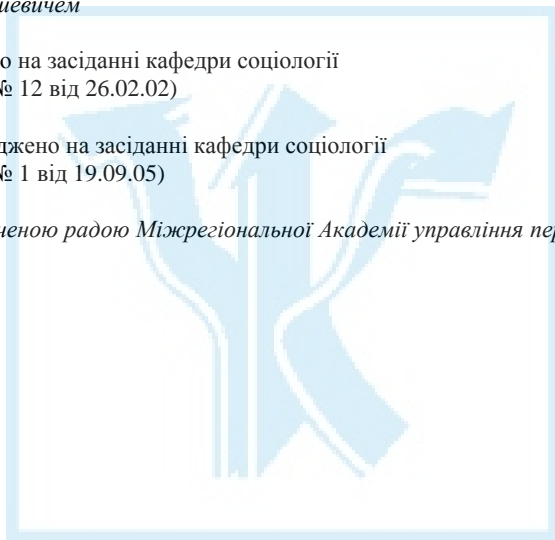 шевичем
о на засіданні кафедри соціології
№ 12 від 26.02.02)
джено на засіданні кафедри соціології
№ 1 від 19.09.05)
ченою радою Міжрегіональної Академії управління пер